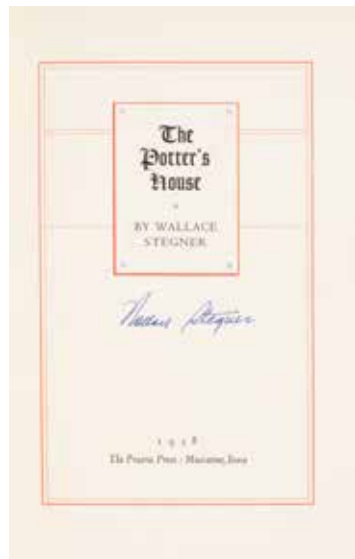 The
Potter's
House
BY WALLACE
STEGNER
Wallace Stegner
1938
The Prairie Press · Muscatine, Iowa